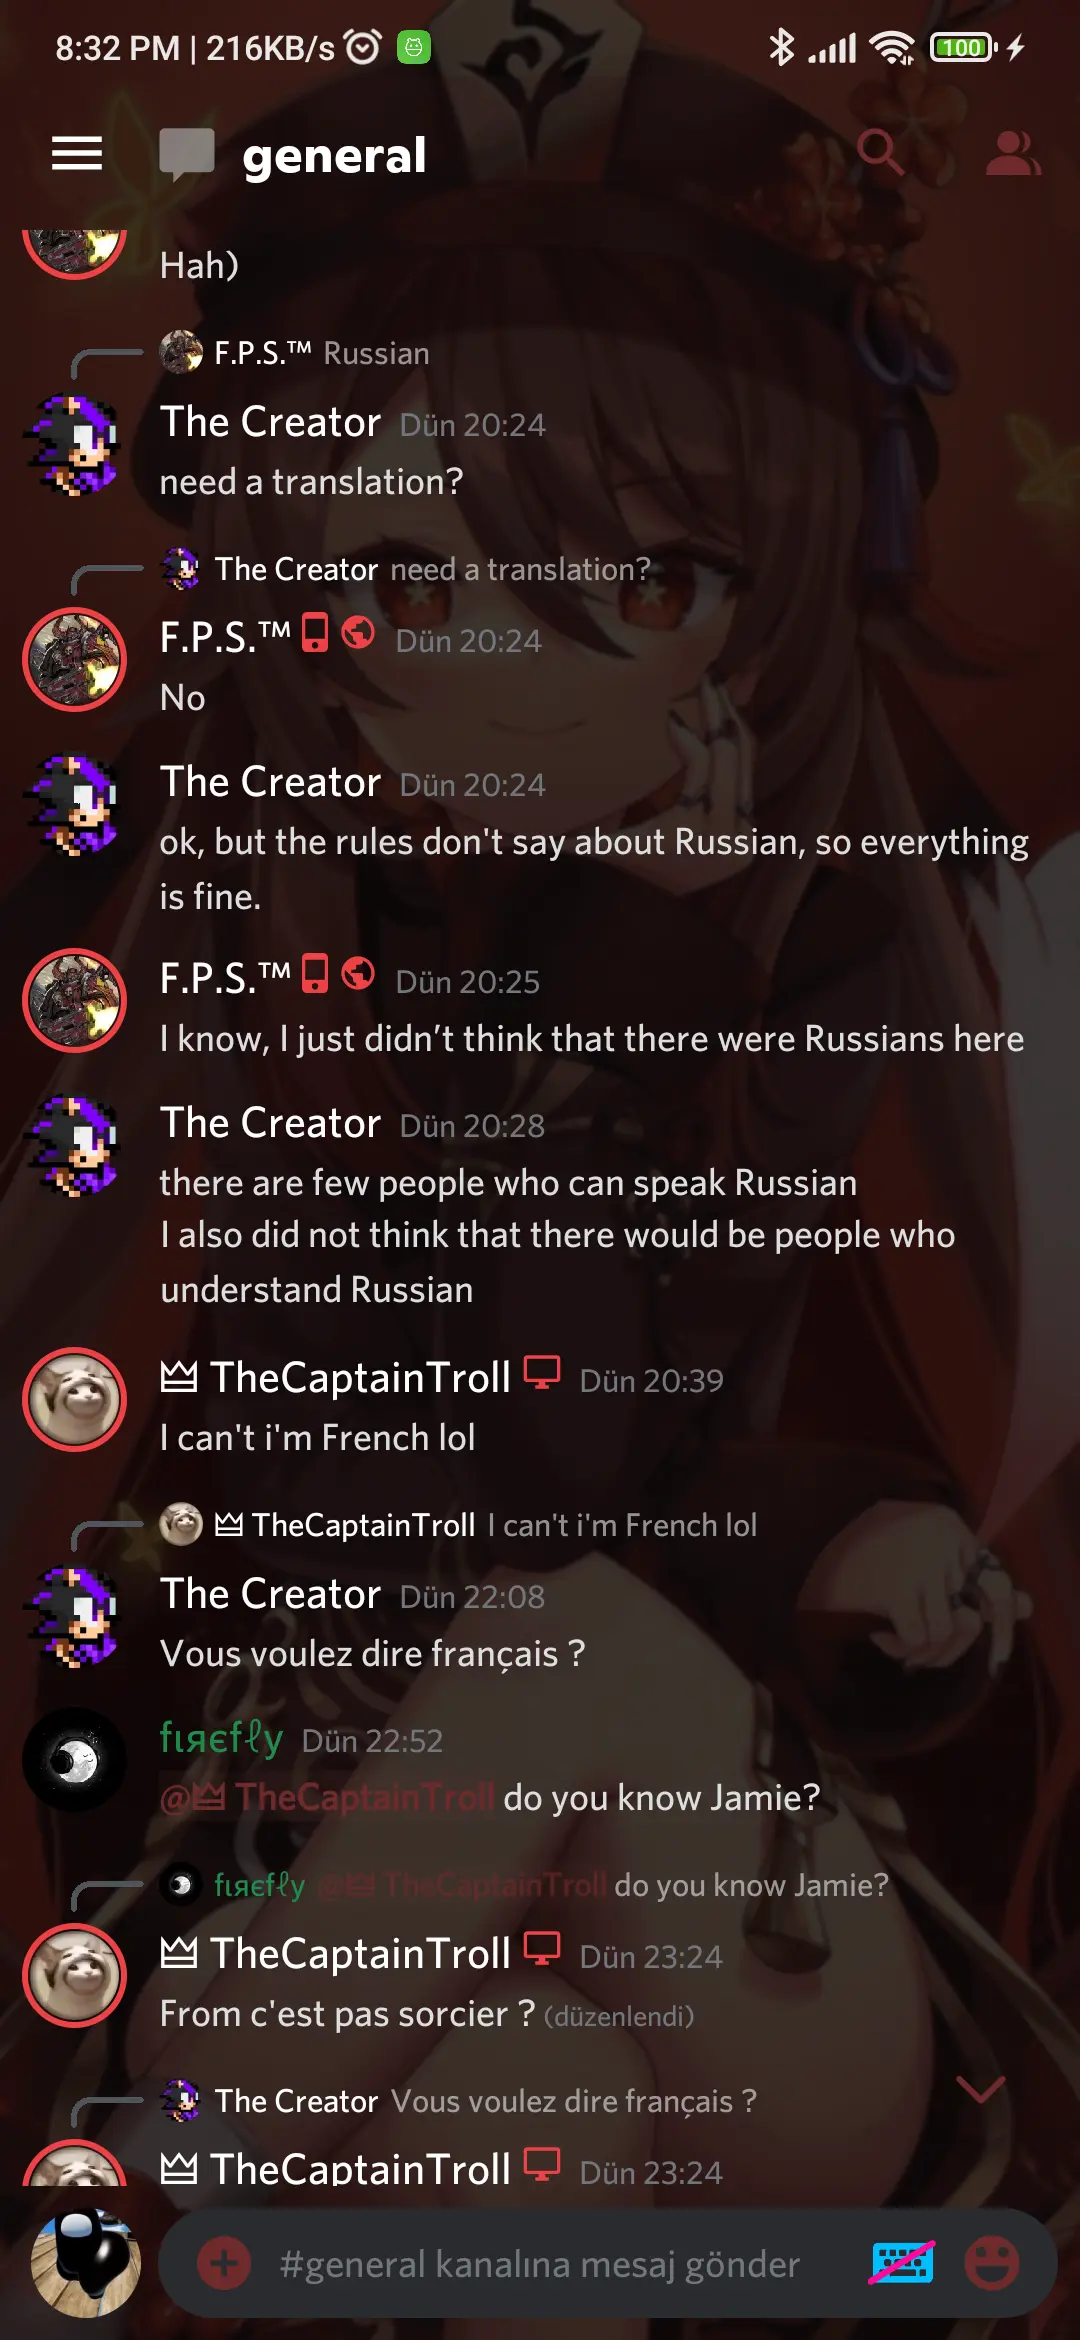 8:32 PM | 216KB/s
100
general
Hah)
F.P.S.™ Russian
The Creator Dün 20:24
need a translation?
The Creator need a translation?
F.P.S.™ Dün 20:24
No
The Creator Dün 20:24
ok, but the rules don't say about Russian, so everything
is fine.
F.P.S.™ Dün 20:25
I know, I just didn’t think that there were Russians here
The Creator Dün 20:28
there are few people who can speak Russian
I also did not think that there would be people who
understand Russian
TheCaptainTroll Dün 20:39
I can't i'm French lol
TheCaptainTroll I can't i'm French lol
The Creator Dün 22:08
Vous voulez dire français ?
fιяєfℓy Dün 22:52
@ TheCaptainTroll do you know Jamie?
fιяєfℓy @ TheCaptainTroll do you know Jamie?
TheCaptainTroll Dün 23:24
From c'est pas sorcier ? (düzenlendi)
The Creator Vous voulez dire français ?
TheCaptainTroll Dün 23:24
#general kanalına mesaj gönder